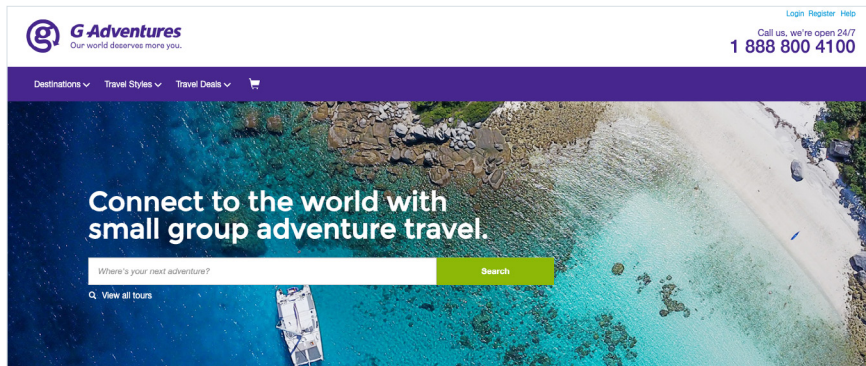 Login Register Help
G Adventures
Our world deserves more you.
Call us, we're open 24/7
1 888 800 4100
Destinations Travel Styles Travel Deals
Connect to the world with
small group adventure travel.
Where's your next adventure? Search
View all tours